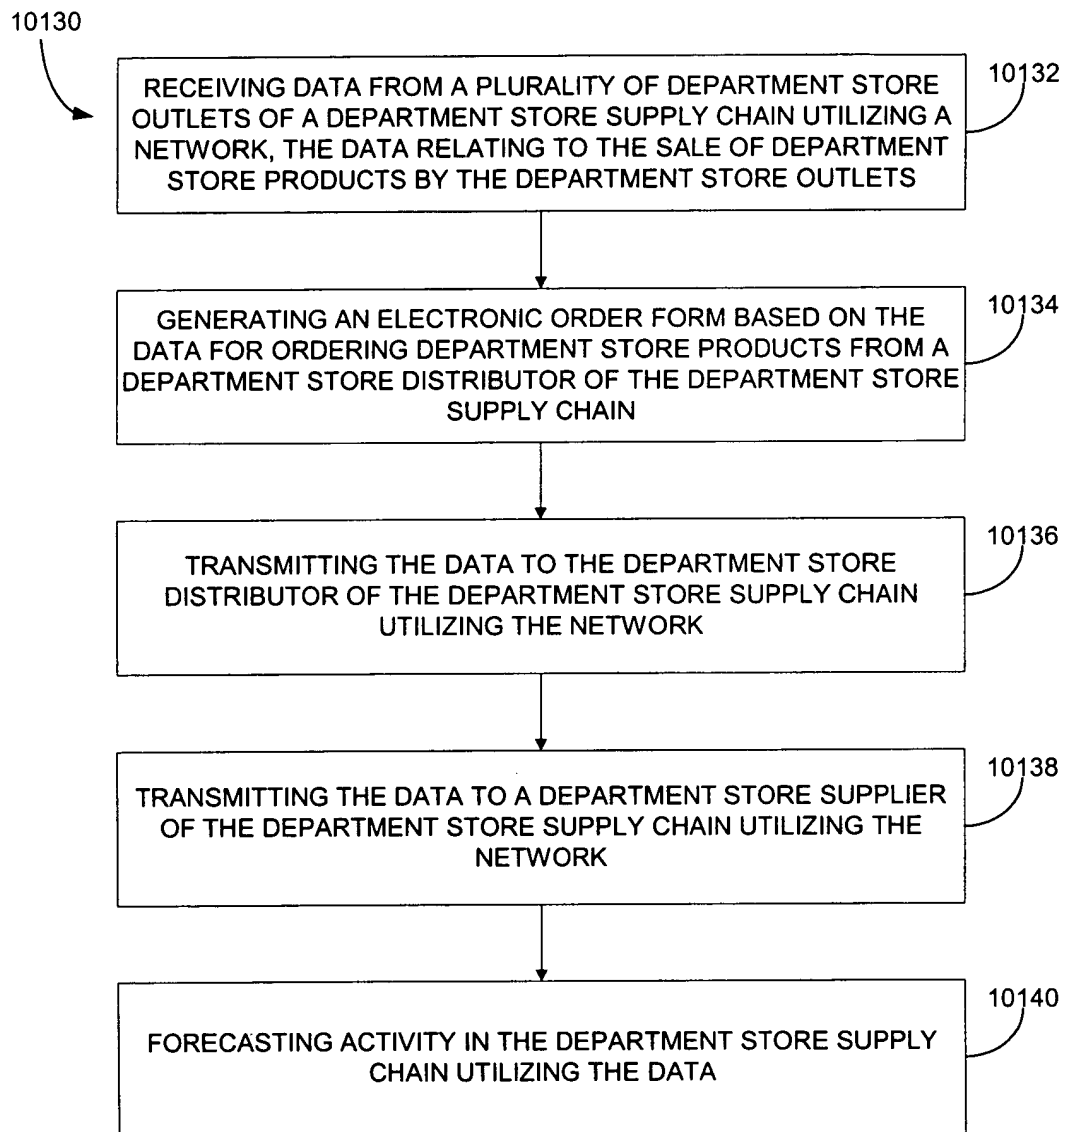 10130
10132
RECEIVING DATA FROM A PLURALITY OF DEPARTMENT STORE
OUTLETS OF A DEPARTMENT STORE SUPPLY CHAIN UTILIZING A
NETWORK, THE DATA RELATING TO THE SALE OF DEPARTMENT
STORE PRODUCTS BY THE DEPARTMENT STORE OUTLETS
10134
GENERATING AN ELECTRONIC ORDER FORM BASED ON THE
DATA FOR ORDERING DEPARTMENT STORE PRODUCTS FROM A
DEPARTMENT STORE DISTRIBUTOR OF THE DEPARTMENT STORE
SUPPLY CHAIN
10136
TRANSMITTING THE DATA TO THE DEPARTMENT STORE
DISTRIBUTOR OF THE DEPARTMENT STORE SUPPLY CHAIN
UTILIZING THE NETWORK
10138
TRANSMITTING THE DATA TO A DEPARTMENT STORE SUPPLIER
OF THE DEPARTMENT STORE SUPPLY CHAIN UTILIZING THE
NETWORK
10140
FORECASTING ACTIVITY IN THE DEPARTMENT STORE SUPPLY
CHAIN UTILIZING THE DATA